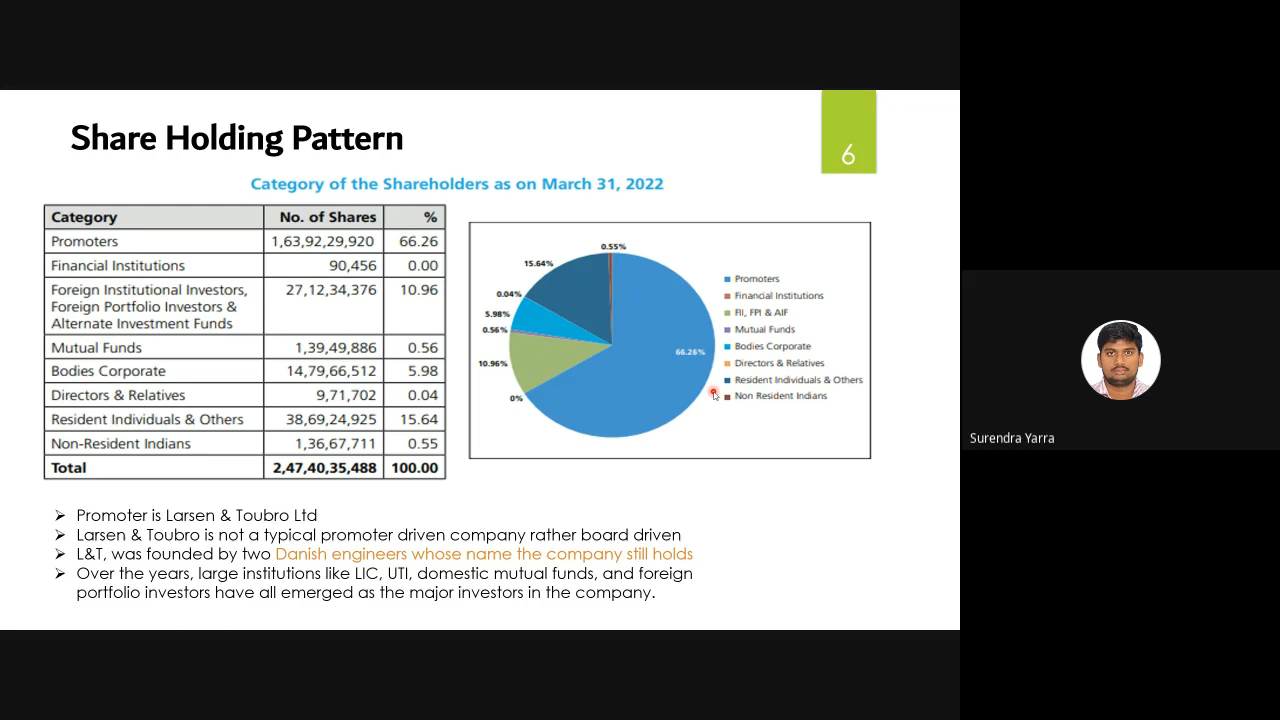 6
Share Holding Pattern
Category of the Shareholders as on March 31, 2022
Category No. of Shares %
Promoters 1,63,92,29,920 66.26
Financial Institutions 90,456 0.00
Foreign Institutional Investors, 27,12,34,376 10.96
Foreign Portfolio Investors &
Alternate Investment Funds
Mutual Funds 1,39,49,886 0.56
Bodies Corporate 14,79,66,512 5.98
Directors & Relatives 9,71,702 0.04
Resident Individuals & Others 38,69,24,925 15.64
Non-Resident Indians 1,36,67,711 0.55
Total 2,47,40,35,488 100.00
0.55%
15.64%
0.04%
5.98%
0.56%
10.96%
0%
66.26%
Promoters
Financial Institutions
FII, FPI & AIF
Mutual Funds
Bodies Corporate
Directors & Relatives
Resident Individuals & Others
Non Resident Indians
Promoter is Larsen & Toubro Ltd
Larsen & Toubro is not a typical promoter driven company rather board driven
L&T, was founded by two Danish engineers whose name the company still holds
Over the years, large institutions like LIC, UTI, domestic mutual funds, and foreign
portfolio investors have all emerged as the major investors in the company.
Surendra Yarra